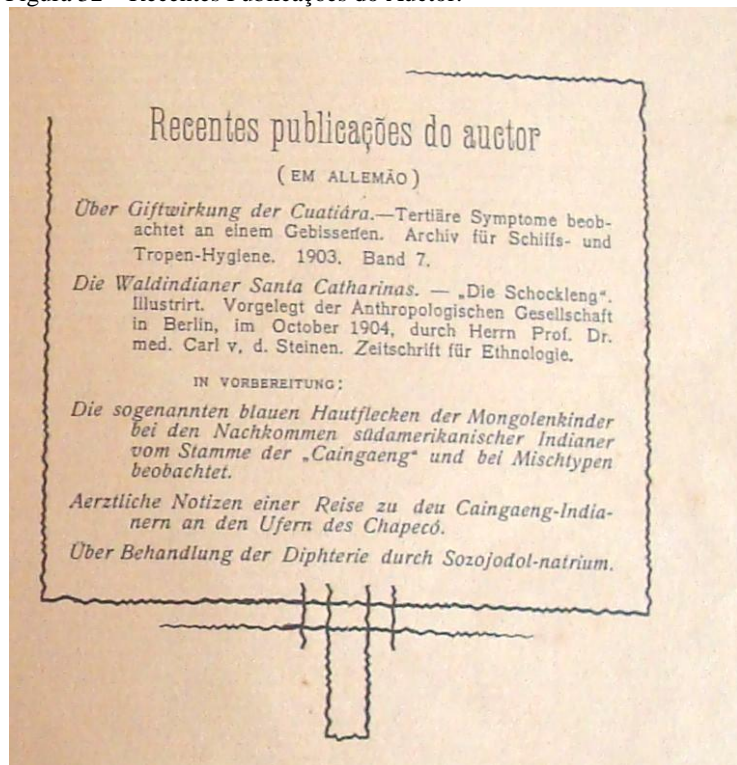 Recentes publicações do auctor
(EM ALLEMÃO)
Über Giftwirkung der Cuatiára.—Tertiäre Symptome beob-
achtet an einem Gebissenen. Archiv für Schiffs- und
Tropen-Hygiene. 1903. Band 7.
Die Waldindianer Santa Catharinas. — „Die Schockleng“.
Illustrirt. Vorgelegt der Anthropologischen Gesellschaft
in Berlin, im October 1904, durch Herrn Prof. Dr.
med. Carl v. d. Steinen. Zeitschrift für Ethnologie.
IN VORBEREITUNG:
Die sogenannten blauen Hautflecken der Mongolenkinder
bei den Nachkommen südamerikanischer Indianer
vom Stamme der „Caingaeng“ und bei Mischtypen
beobachtet.
Aerztliche Notizen einer Reise zu deu Caingaeng-India-
nern an den Ufern des Chapecó.
Über Behandlung der Diphterie durch Sozojodol-natrium.